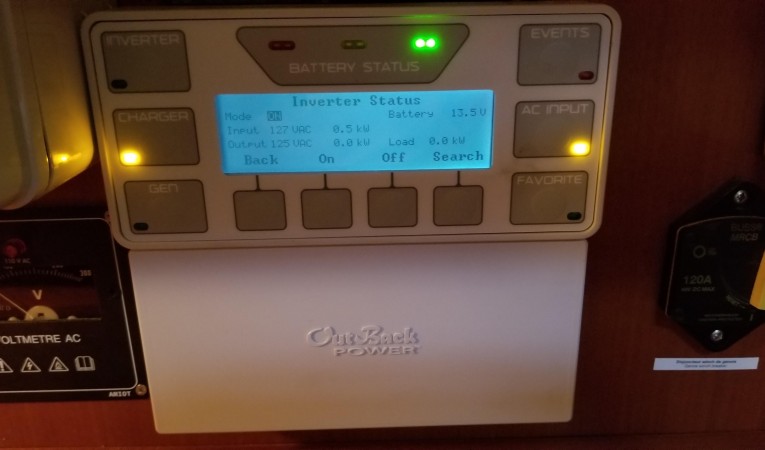 INVERTER
BATTERY STATUS
EVENTS
Inverter Status
Mode ON Battery 13.5 V
Input 127 VAC 0.5 kW
Output 125 VAC 0.0 kW Load 0.0 kW
Back On Off Search
CHARGER
AC INPUT
GEN
FAVORITE
OutBack
POWER
V
VOLTMETRE AC
120A